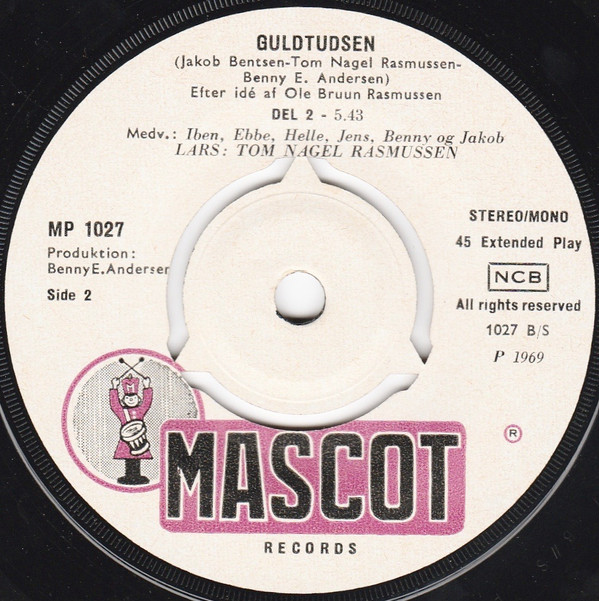 GULDTUDSEN
(Jakob Bentsen-Tom Nagel Rasmussen-
Benny E. Andersen)
Efter idé af Ole Bruun Rasmussen
DEL 2 - 5.43
Medv.: Iben, Ebbe, Helle, Jens, Benny og Jakob
LARS: TOM NAGEL RASMUSSEN
MP 1027
Produktion:
Benny E. Andersen
Side 2
STEREO/MONO
45 Extended Play
NCB
All rights reserved
1027 B/S
P 1969
M
MASCOT
®
RECORDS